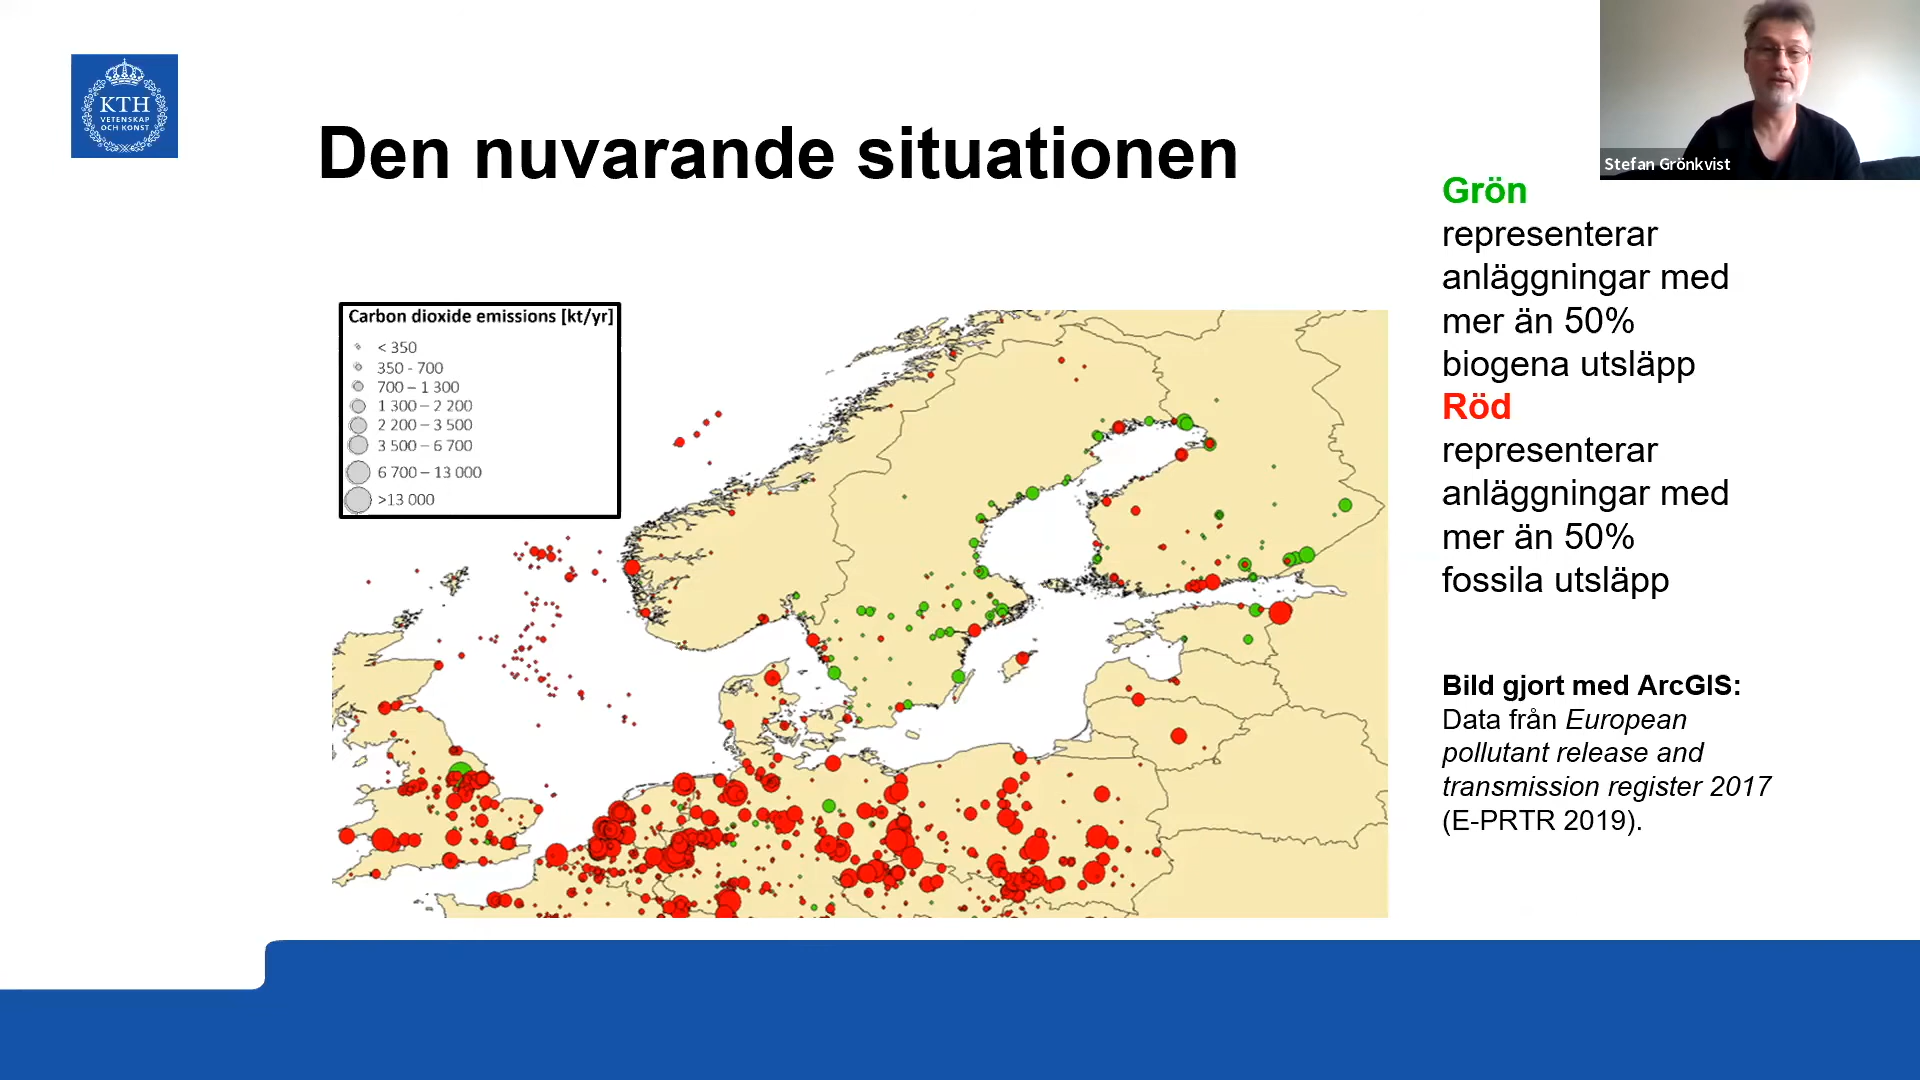 KTH
VETENSKAP
OCH KONST
Den nuvarande situationen
Stefan Grönkvist
Grön
representerar
anläggningar med
mer än 50%
biogena utsläpp
Röd
representerar
anläggningar med
mer än 50%
fossila utsläpp
Carbon dioxide emissions [kt/yr]
< 350
350 - 700
700 – 1 300
1 300 – 2 200
2 200 – 3 500
3 500 – 6 700
6 700 – 13 000
>13 000
Bild gjort med ArcGIS:
Data från European
pollutant release and
transmission register 2017
(E-PRTR 2019).